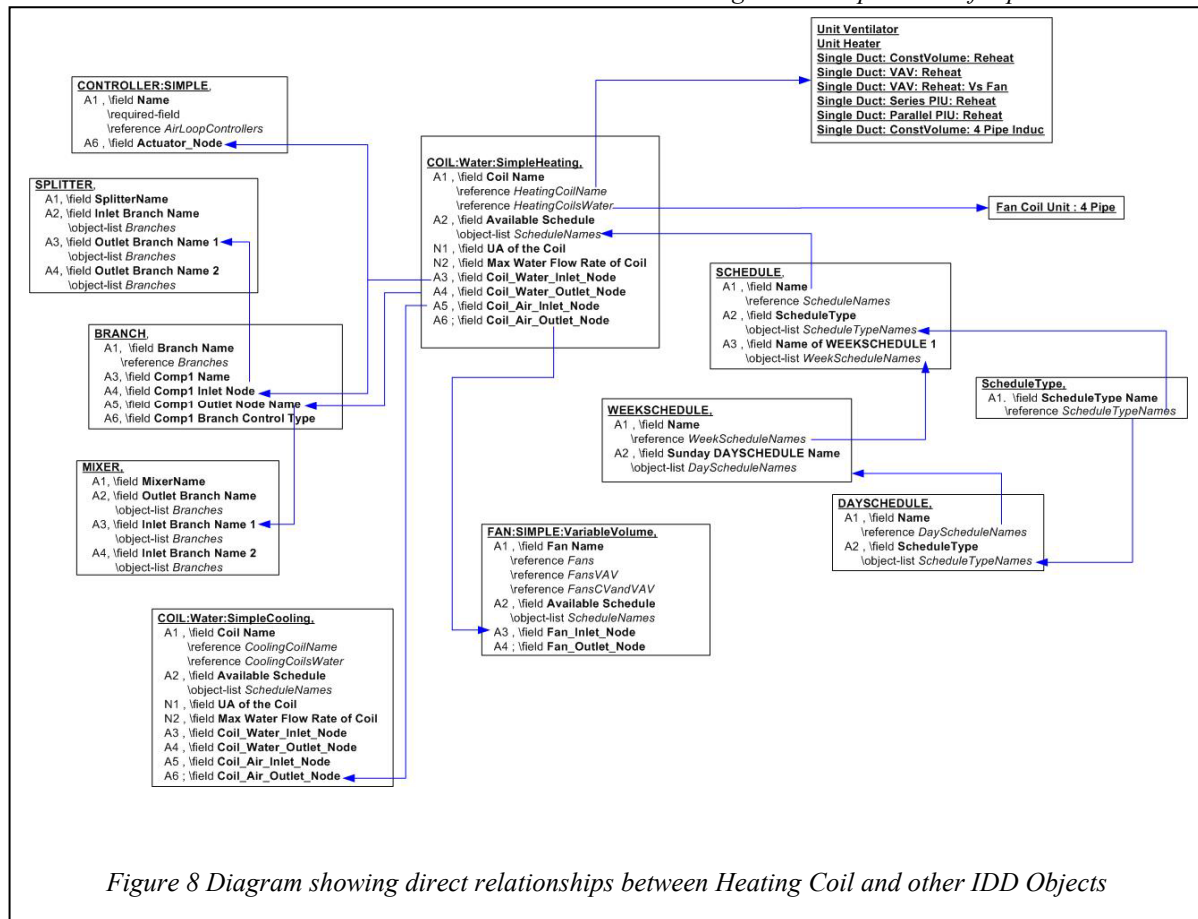 Unit Ventilator
Unit Heater
Single Duct: ConstVolume: Reheat
Single Duct: VAV: Reheat
Single Duct: VAV: Reheat: Vs Fan
Single Duct: Series PIU: Reheat
Single Duct: Parallel PIU: Reheat
Single Duct: ConstVolume: 4 Pipe Induc
CONTROLLER:SIMPLE,
A1 , \field Name
\required-field
\reference AirLoopControllers
A6 , \field Actuator_Node
SPLITTER,
A1, \field SplitterName
A2, \field Inlet Branch Name
\object-list Branches
A3, \field Outlet Branch Name 1
\object-list Branches
A4, \field Outlet Branch Name 2
\object-list Branches
COIL:Water:SimpleHeating,
A1 , \field Coil Name
\reference HeatingCoilName
\reference HeatingCoilsWater
A2 , \field Available Schedule
\object-list ScheduleNames
N1 , \field UA of the Coil
N2 , \field Max Water Flow Rate of Coil
A3 , \field Coil_Water_Inlet_Node
A4 , \field Coil_Water_Outlet_Node
A5 , \field Coil_Air_Inlet_Node
A6 ; \field Coil_Air_Outlet_Node
Fan Coil Unit : 4 Pipe
SCHEDULE,
A1 , \field Name
\reference ScheduleNames
A2 , \field ScheduleType
\object-list ScheduleTypeNames
A3 , \field Name of WEEKSCHEDULE 1
\object-list WeekScheduleNames
BRANCH,
A1, \field Branch Name
\reference Branches
A3, \field Comp1 Name
A4, \field Comp1 Inlet Node
A5, \field Comp1 Outlet Node Name
A6, \field Comp1 Branch Control Type
ScheduleType,
A1. \field ScheduleType Name
\reference ScheduleTypeNames
WEEKSCHEDULE,
A1 , \field Name
\reference WeekScheduleNames
A2 , \field Sunday DAYSCHEDULE Name
\object-list DayScheduleNames
MIXER,
A1, \field MixerName
A2, \field Outlet Branch Name
\object-list Branches
A3, \field Inlet Branch Name 1
\object-list Branches
A4, \field Inlet Branch Name 2
\object-list Branches
DAYSCHEDULE,
A1 , \field Name
\reference DayScheduleNames
A2 , \field ScheduleType
\object-list ScheduleTypeNames
FAN:SIMPLE:VariableVolume,
A1 , \field Fan Name
\reference Fans
\reference FansVAV
\reference FansCVandVAV
A2 , \field Available Schedule
\object-list ScheduleNames
A3 , \field Fan_Inlet_Node
A4 ; \field Fan_Outlet_Node
COIL:Water:SimpleCooling,
A1 , \field Coil Name
\reference CoolingCoilName
\reference CoolingCoilsWater
A2 , \field Available Schedule
\object-list ScheduleNames
N1 , \field UA of the Coil
N2 , \field Max Water Flow Rate of Coil
A3 , \field Coil_Water_Inlet_Node
A4 , \field Coil_Water_Outlet_Node
A5 , \field Coil_Air_Inlet_Node
A6 ; \field Coil_Air_Outlet_Node
Figure 8 Diagram showing direct relationships between Heating Coil and other IDD Objects